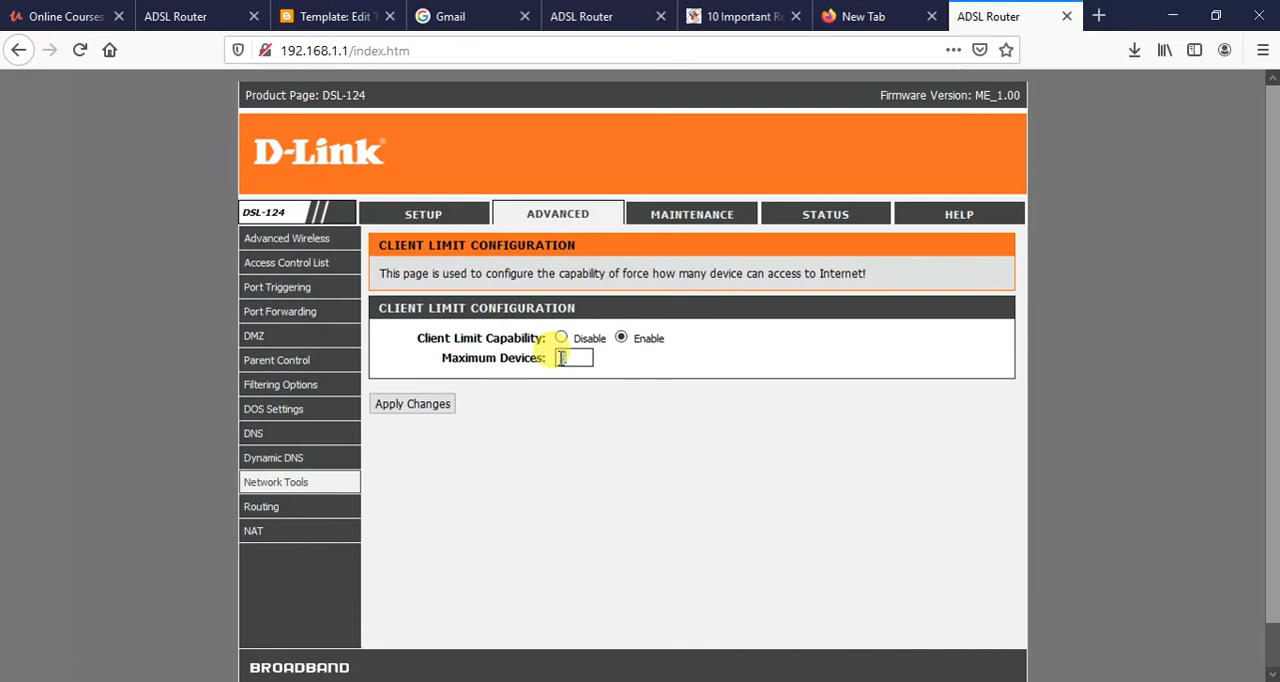 Online Courses
ADSL Router
Template: Edit T
Gmail
ADSL Router
10 Important Re
New Tab
ADSL Router
192.168.1.1/index.htm
Product Page: DSL-124
Firmware Version: ME_1.00
D-Link
DSL-124
SETUP
ADVANCED
MAINTENANCE
STATUS
HELP
Advanced Wireless
Access Control List
Port Triggering
Port Forwarding
DMZ
Parent Control
Filtering Options
DOS Settings
DNS
Dynamic DNS
Network Tools
Routing
NAT
CLIENT LIMIT CONFIGURATION
This page is used to configure the capability of force how many device can access to Internet!
CLIENT LIMIT CONFIGURATION
Client Limit Capability: Disable Enable
Maximum Devices:
Apply Changes
BROADBAND